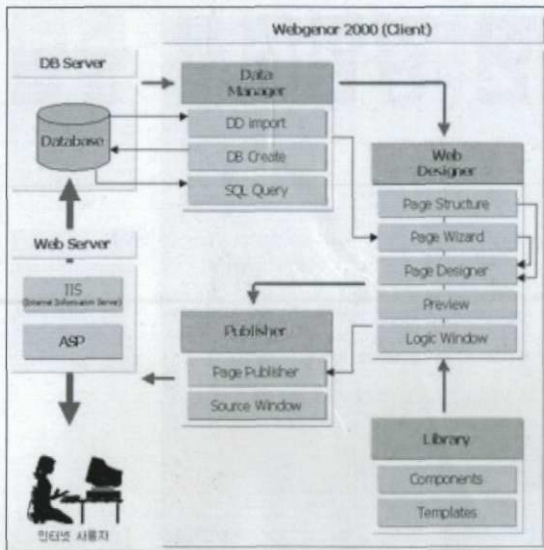 Webgenor 2000 (Client)
DB Server
Database
Data
Manager
DD import
DB Create
SQL Query
Web
Designer
Page Structure
Page Wizard
Page Designer
Preview
Logic Window
Web Server
IIS
(Internet Information Server)
ASP
Publisher
Page Publisher
Source Window
Library
Components
Templates
인터넷 사용자